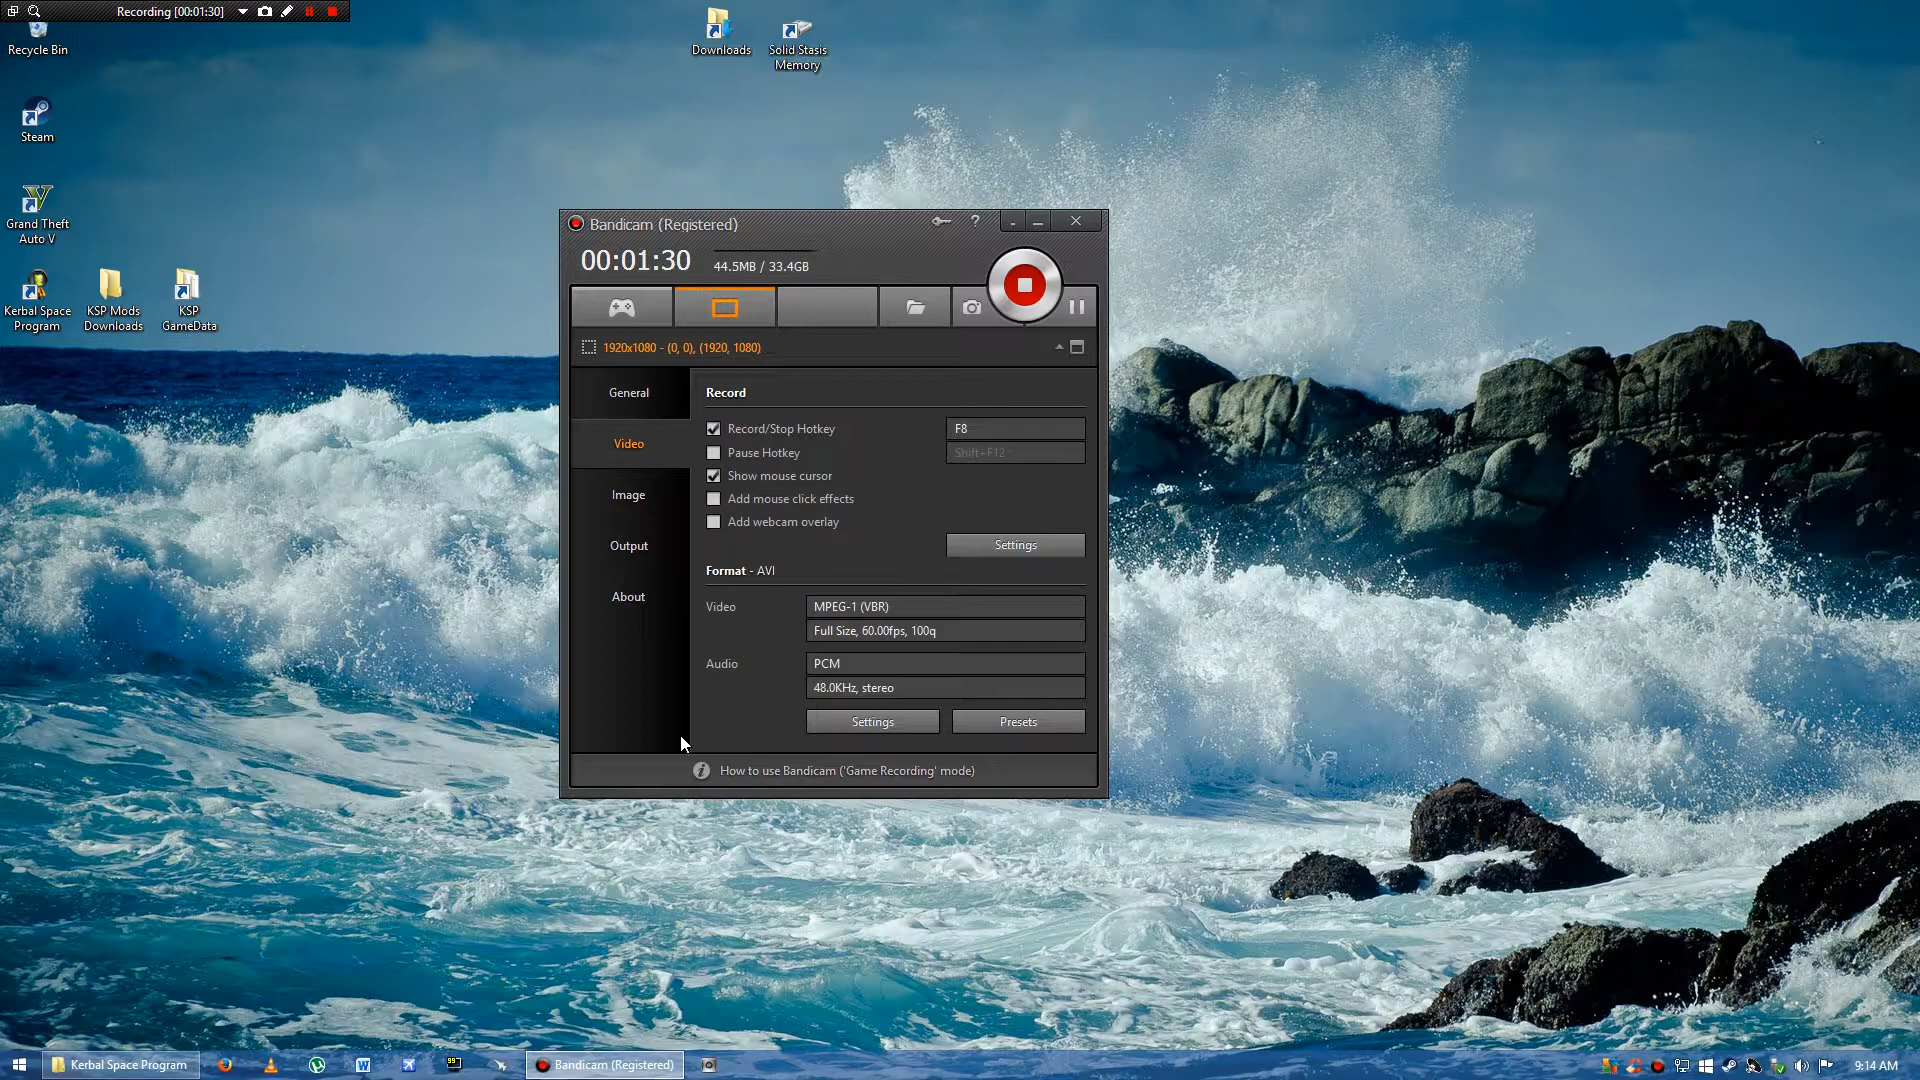 Recording [00:01:30]
Recycle Bin
Downloads
Solid Stasis
Memory
Steam
Grand Theft
Auto V
Kerbal Space
Program
KSP Mods
Downloads
KSP
GameData
Bandicam (Registered)
?
00:01:30
44.5MB / 33.4GB
1920x1080 - (0, 0), (1920, 1080)
General
Video
Image
Output
About
Record
Record/Stop Hotkey
F8
Pause Hotkey
Shift+F12
Show mouse cursor
Add mouse click effects
Add webcam overlay
Settings
Format - AVI
Video
MPEG-1 (VBR)
Full Size, 60.00fps, 100q
Audio
PCM
48.0KHz, stereo
Settings
Presets
How to use Bandicam ('Game Recording' mode)
Kerbal Space Program
99
Bandicam (Registered)
9:14 AM